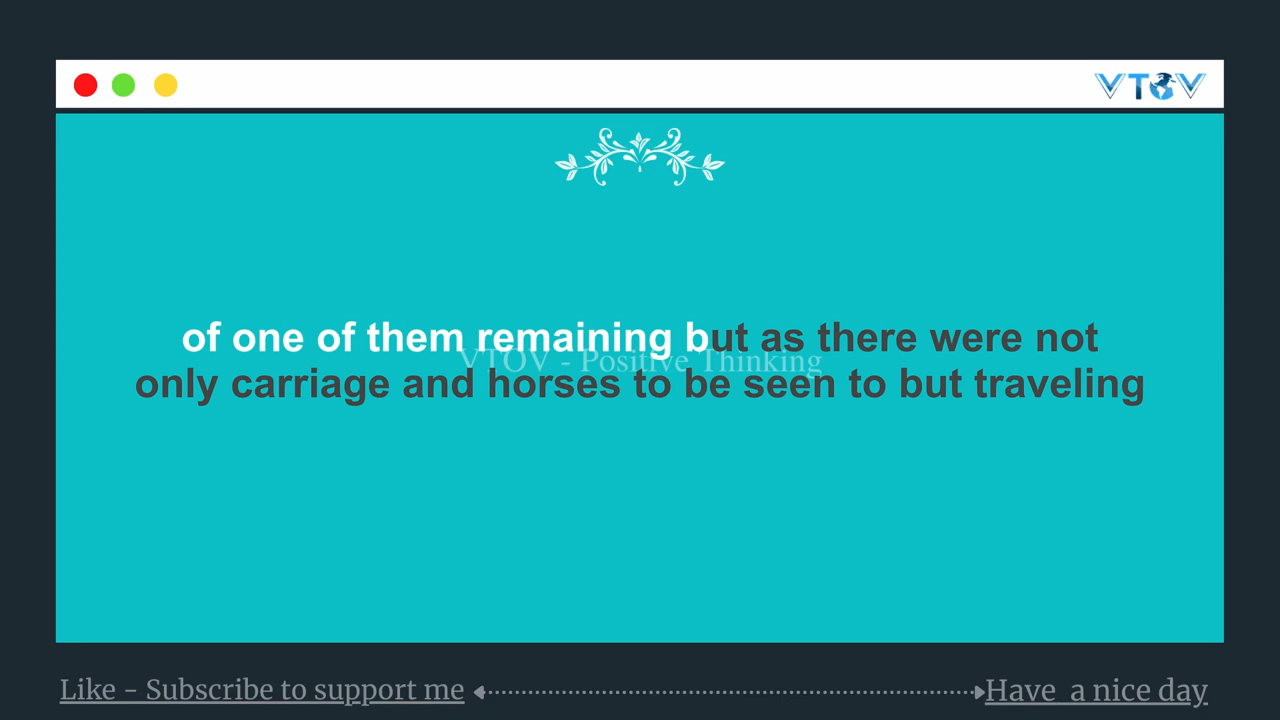 VTOV
of one of them remaining but as there were not
VTOV - Positive Thinking
only carriage and horses to be seen to but traveling
Like - Subscribe to support me
Have a nice day